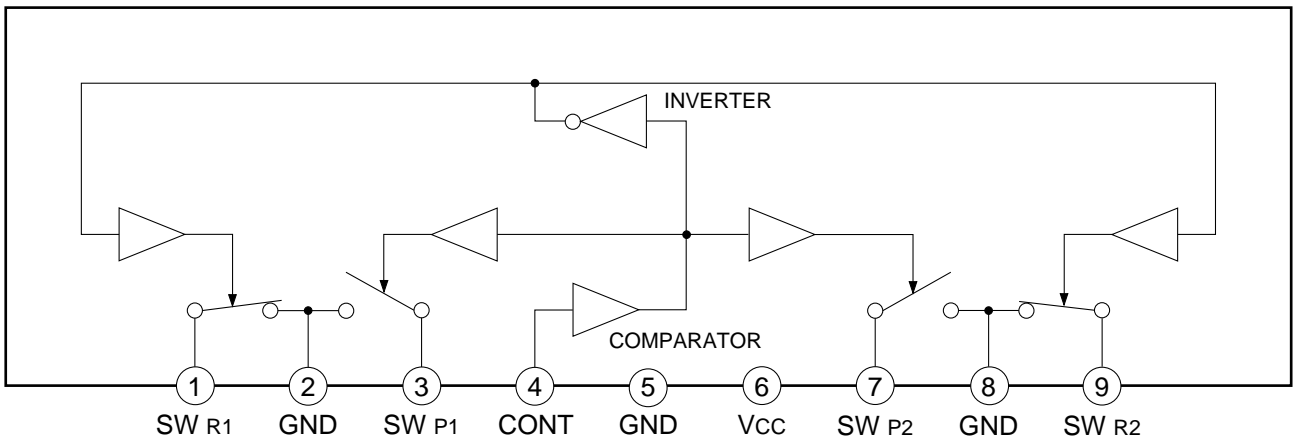 INVERTER
COMPARATOR
1 2 3 4 5 6 7 8 9
SW R1 GND SW P1 CONT GND VCC SW P2 GND SW R2